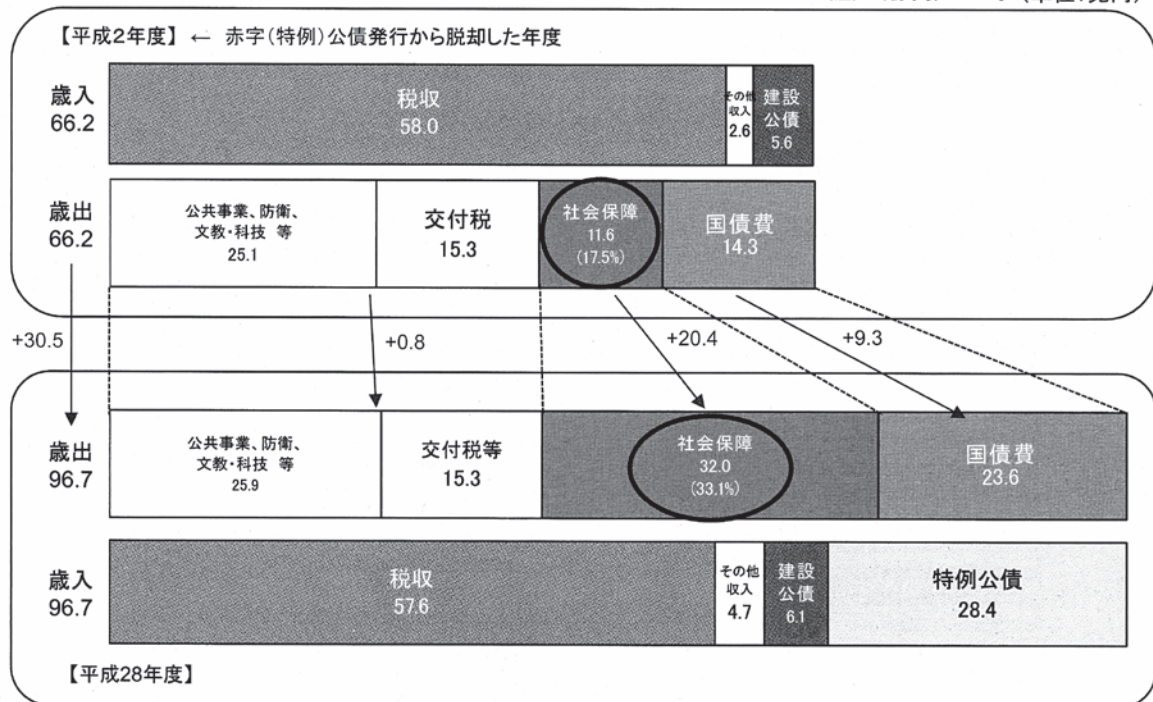 【平成2年度】 ← 赤字(特例)公債発行から脱却した年度
歳入
66.2
税収
58.0
その他
収入
2.6
建設
公債
5.6
歳出
66.2
公共事業、防衛、
文教・科技 等
25.1
交付税
15.3
社会保障
11.6
(17.5%)
国債費
14.3
+30.5
+0.8
+20.4
+9.3
歳出
96.7
公共事業、防衛、
文教・科技 等
25.9
交付税等
15.3
社会保障
32.0
(33.1%)
国債費
23.6
歳入
96.7
税収
57.6
その他
収入
4.7
建設
公債
6.1
特例公債
28.4
【平成28年度】